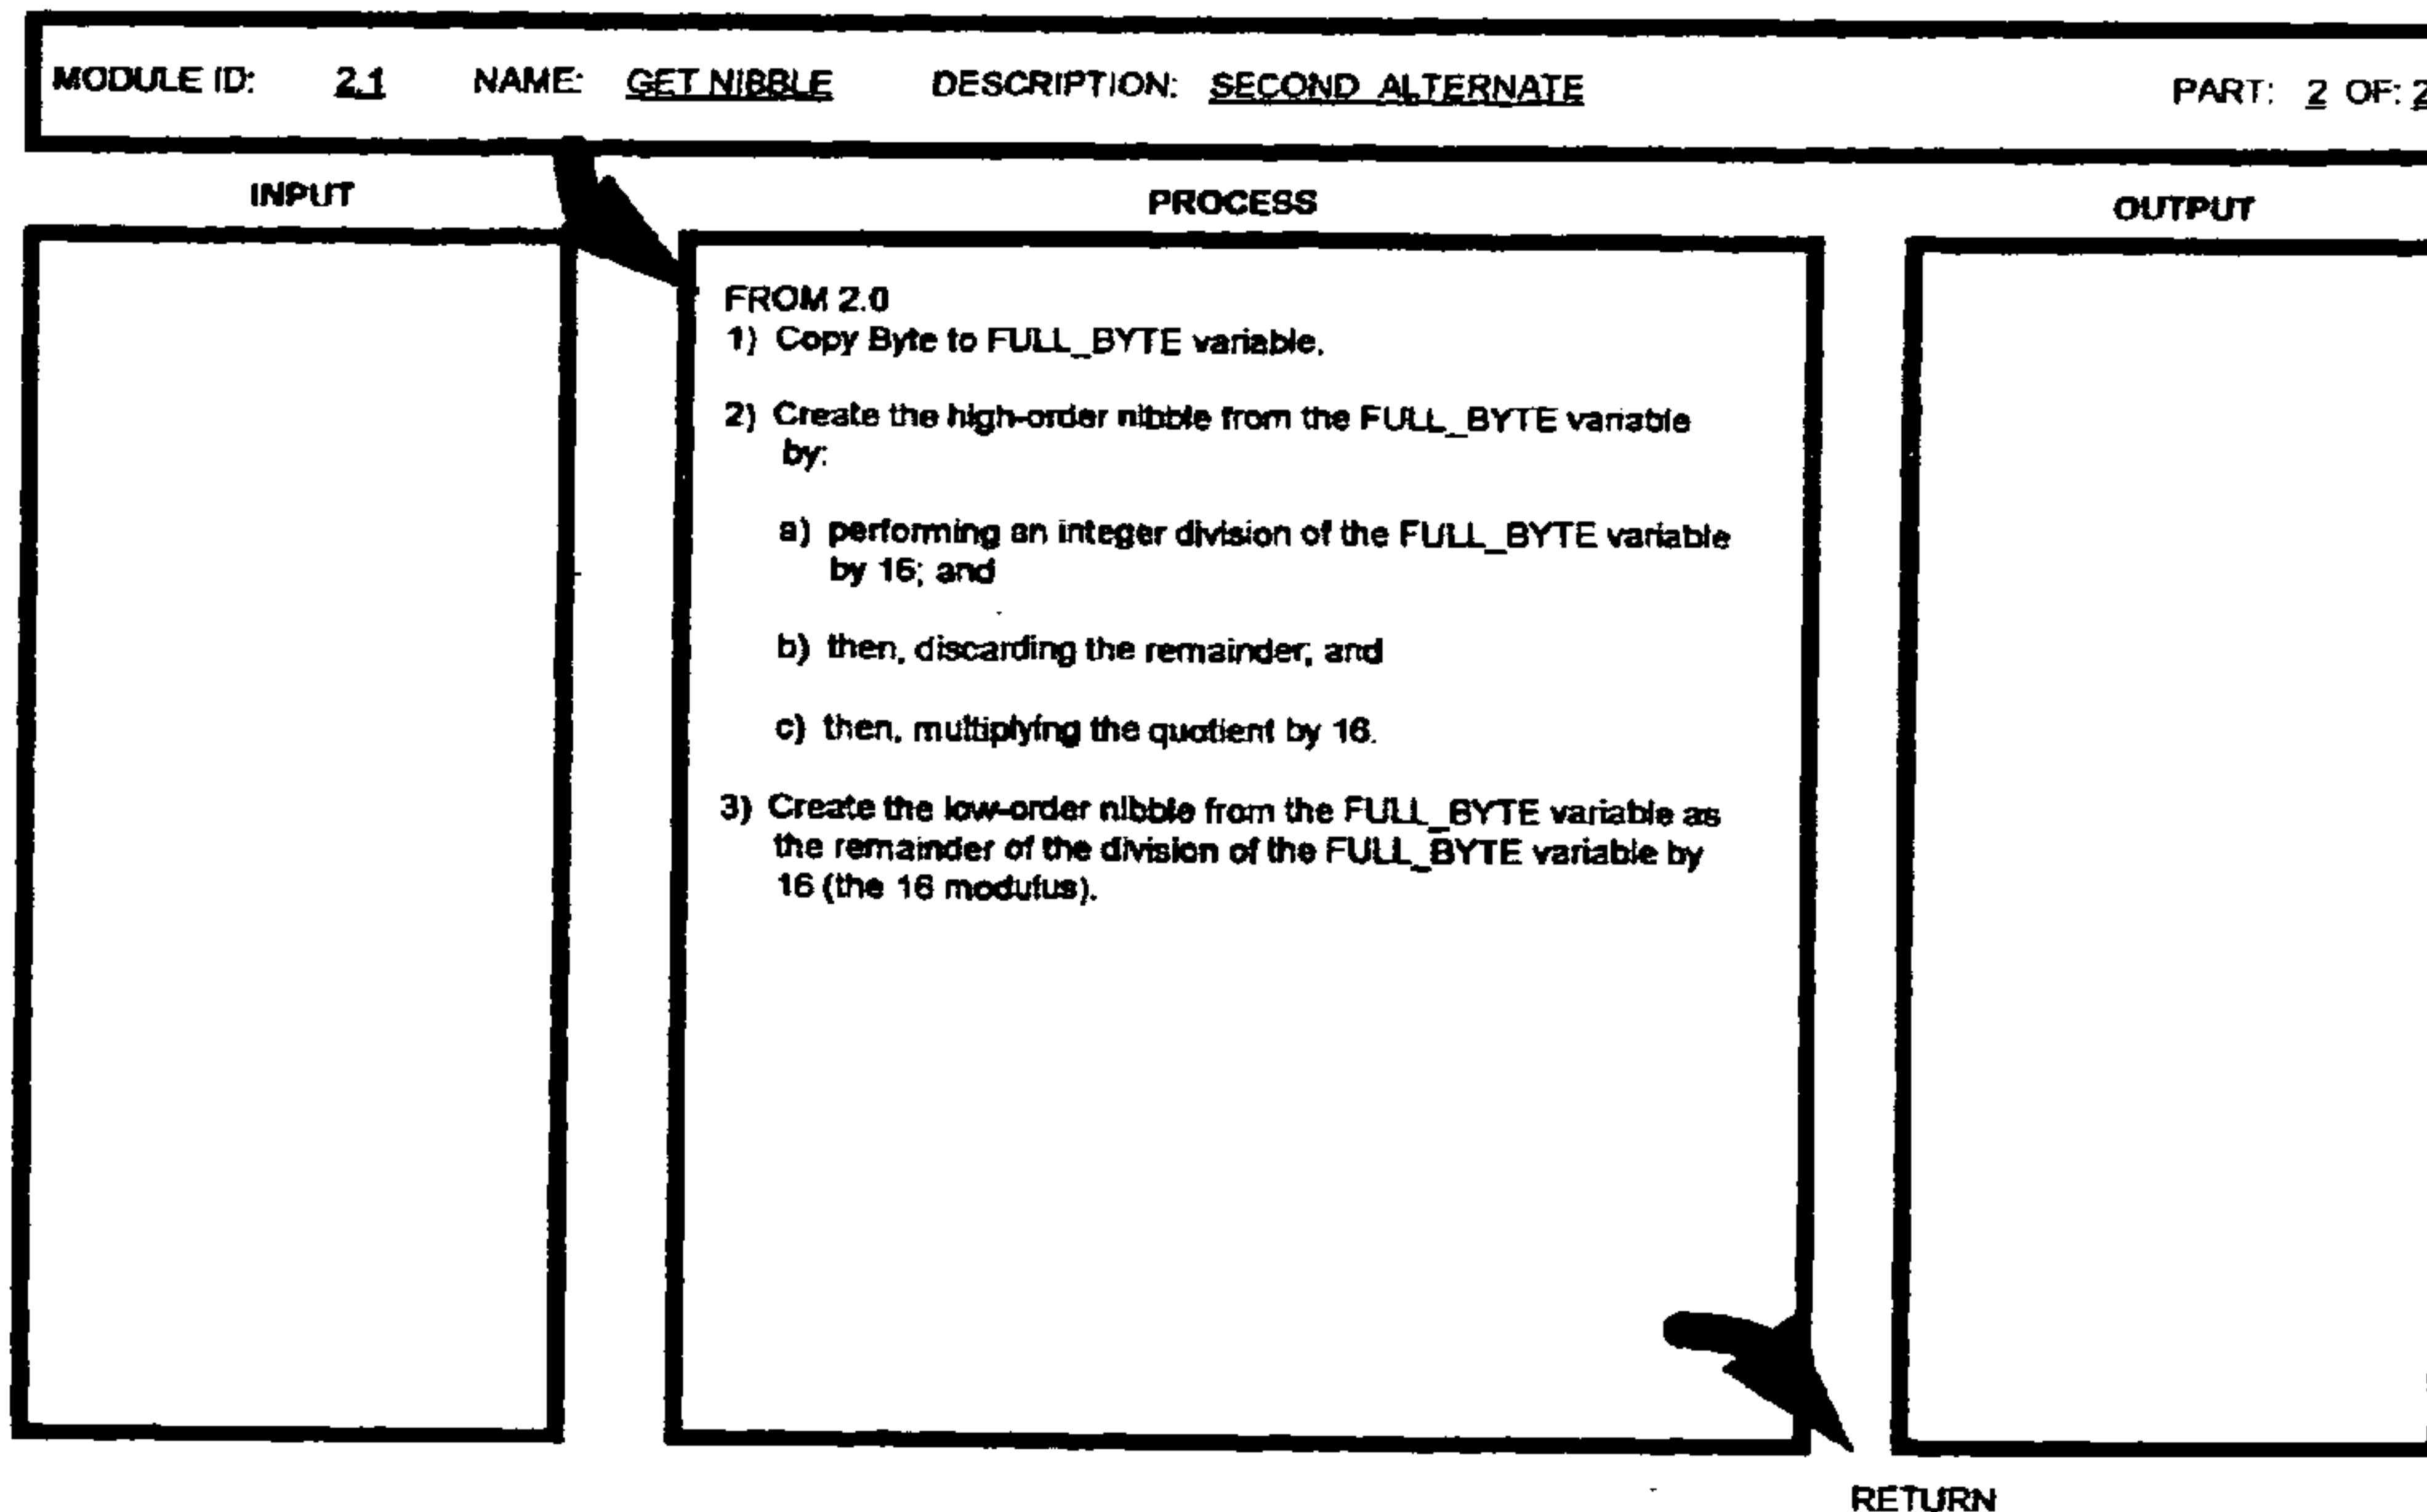 MODULE ID: 2.1 NAME: GET NIBBLE DESCRIPTION: SECOND ALTERNATE PART: 2 OF: 2
INPUT PROCESS OUTPUT
FROM 2.0
1) Copy Byte to FULL_BYTE variable.
2) Create the high-order nibble from the FULL_BYTE variable
by:
a) performing an integer division of the FULL_BYTE variable
by 16; and
b) then, discarding the remainder; and
c) then, multiplying the quotient by 16.
3) Create the low-order nibble from the FULL_BYTE variable as
the remainder of the division of the FULL_BYTE variable by
16 (the 16 modulus).
RETURN